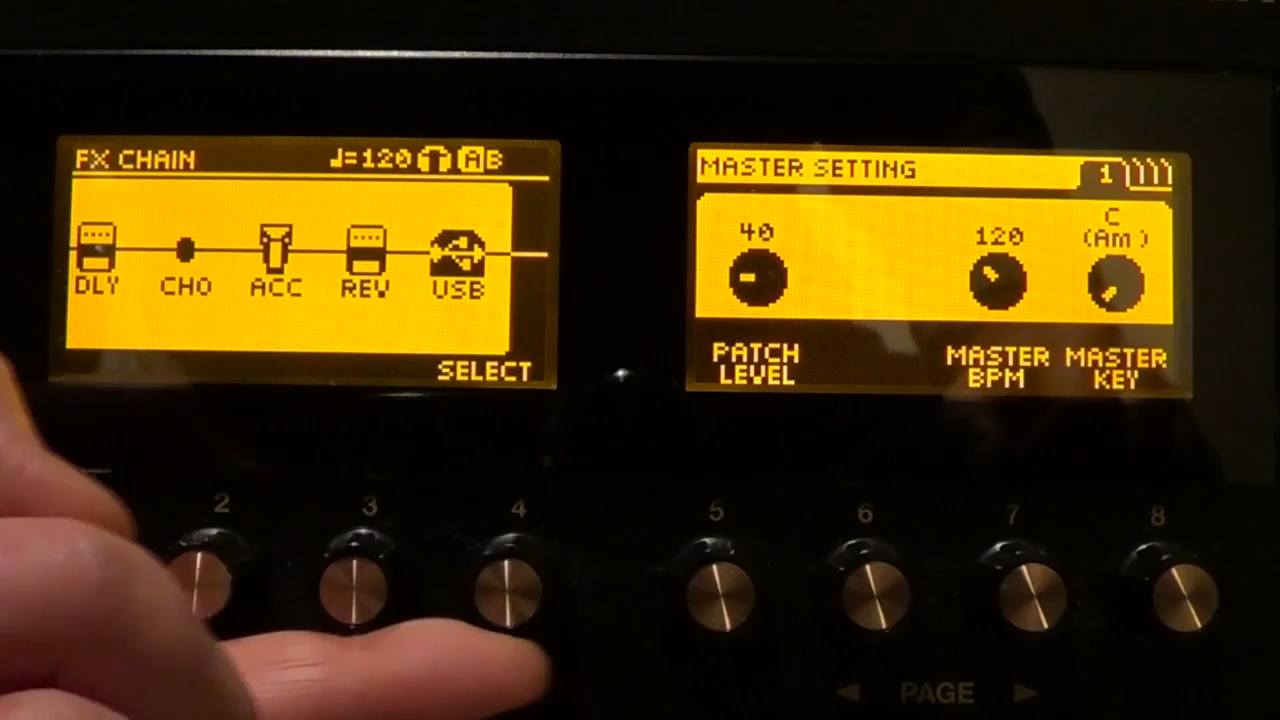 FX CHAIN ♩=120 AB
DLY CHO ACC REV USB
SELECT
MASTER SETTING 1
40 120 C
(Am)
PATCH MASTER MASTER
LEVEL BPM KEY
2 3 4 5 6 7 8
◀ PAGE ▶